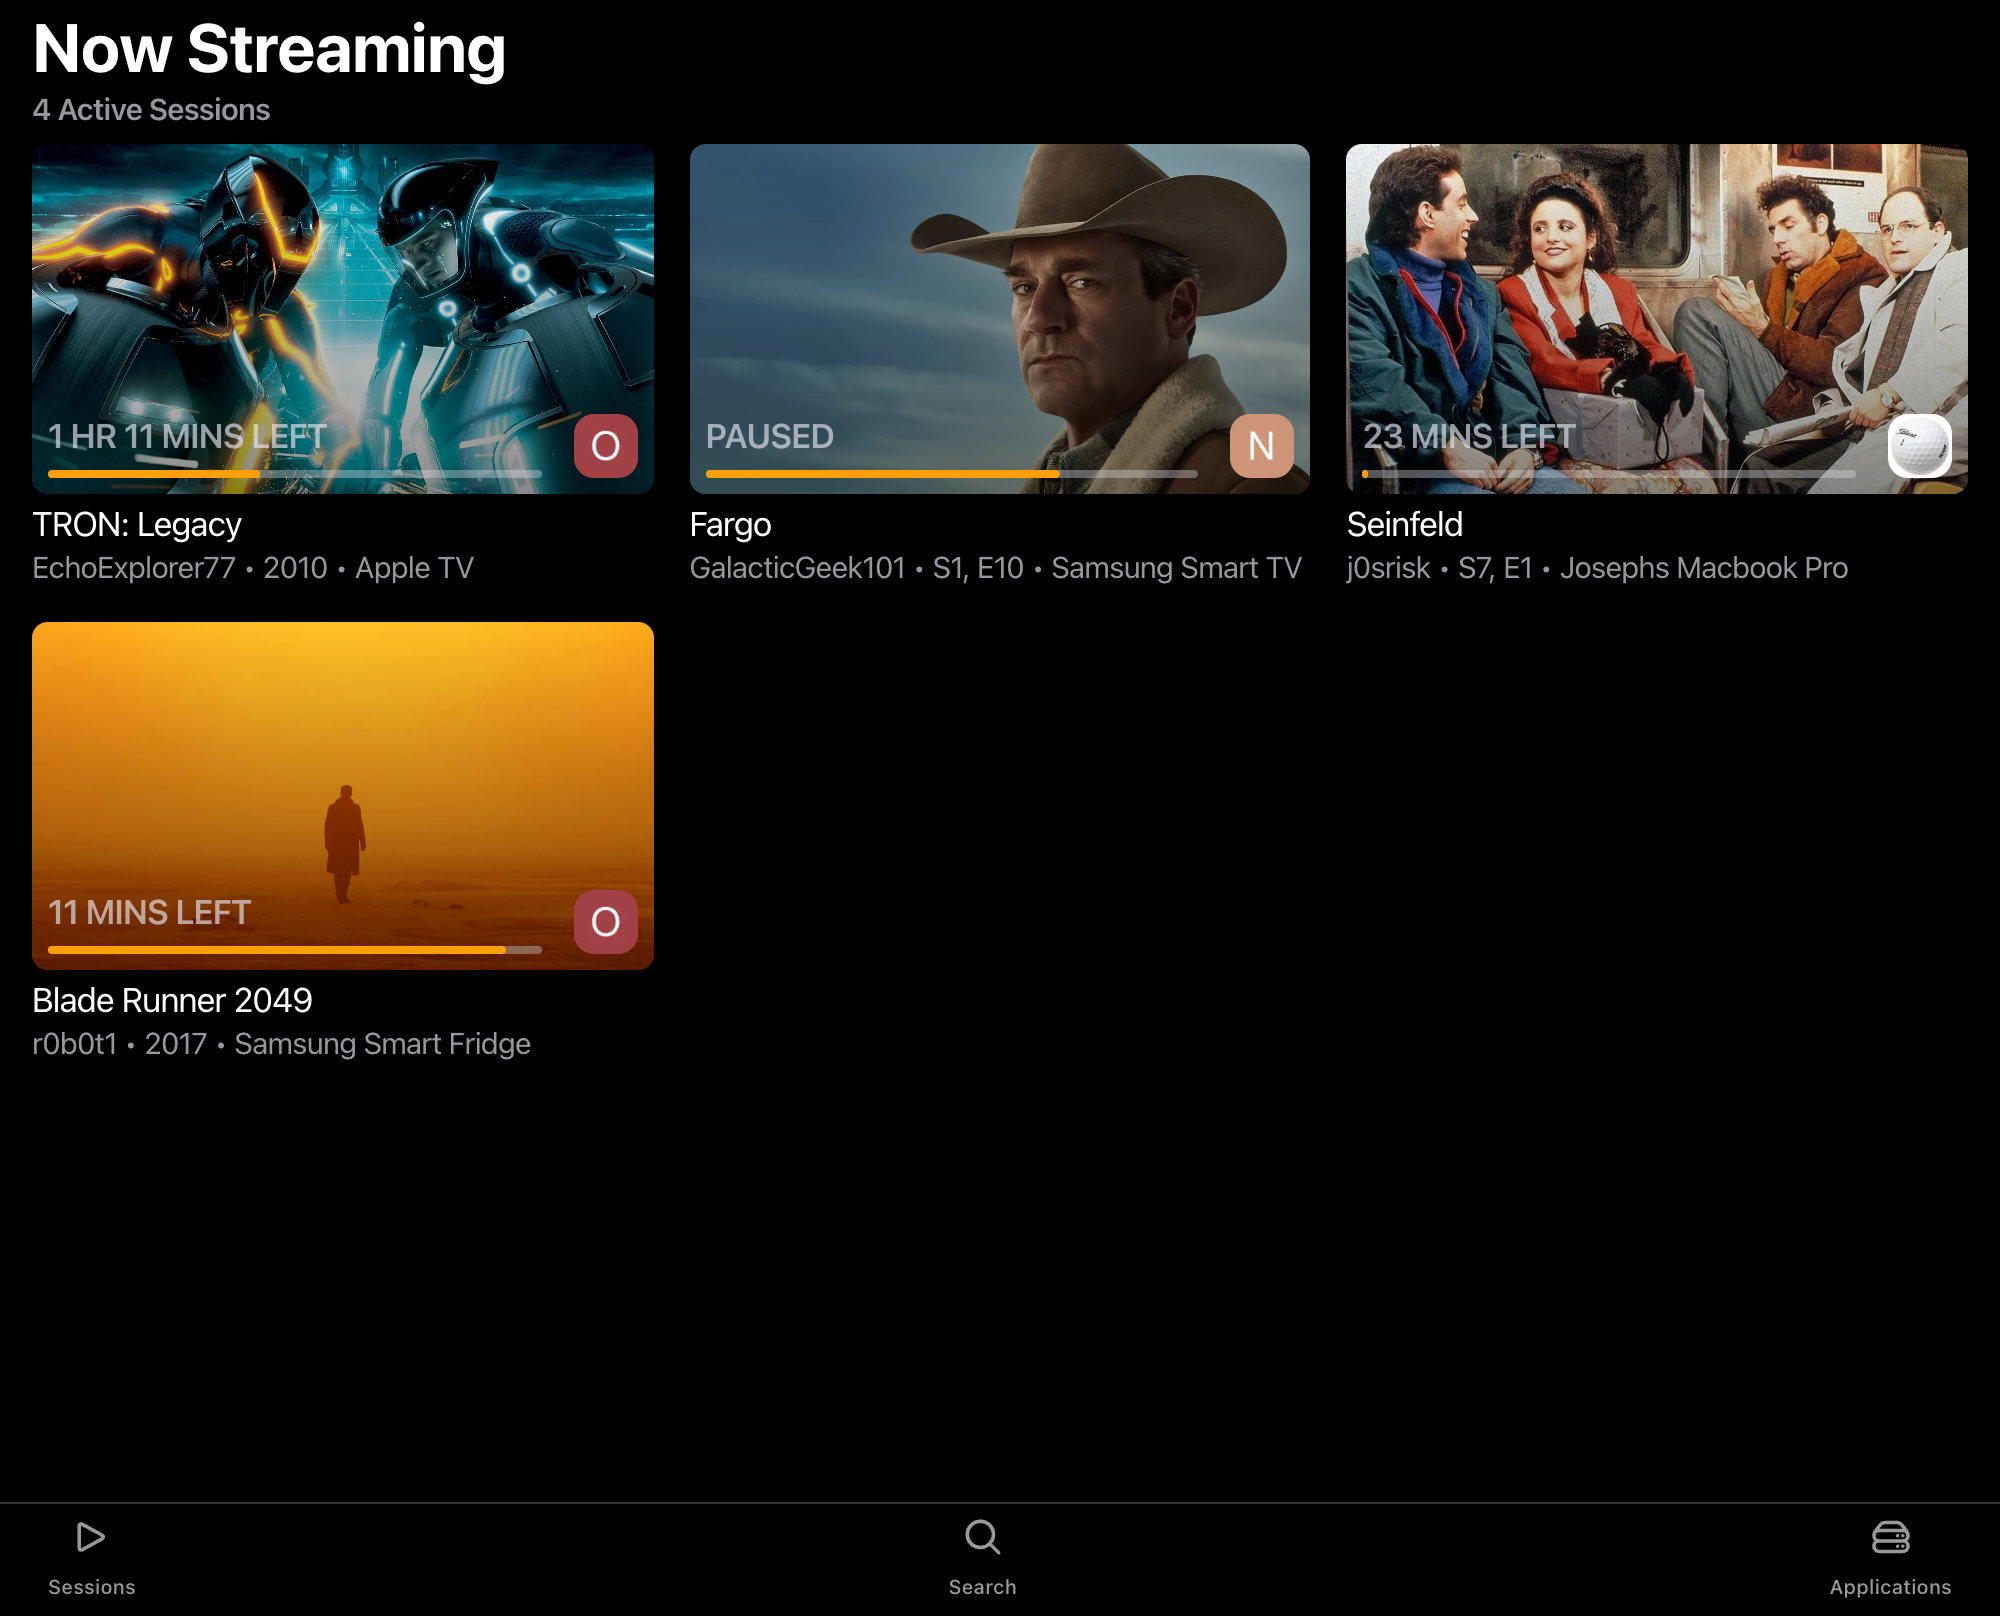 Now Streaming
4 Active Sessions
1 HR 11 MINS LEFT
O
TRON: Legacy
EchoExplorer77 • 2010 • Apple TV
PAUSED
N
Fargo
GalacticGeek101 • S1, E10 • Samsung Smart TV
23 MINS LEFT
Titleist
1
Seinfeld
j0srisk • S7, E1 • Josephs Macbook Pro
11 MINS LEFT
O
Blade Runner 2049
r0b0t1 • 2017 • Samsung Smart Fridge
Sessions
Search
Applications